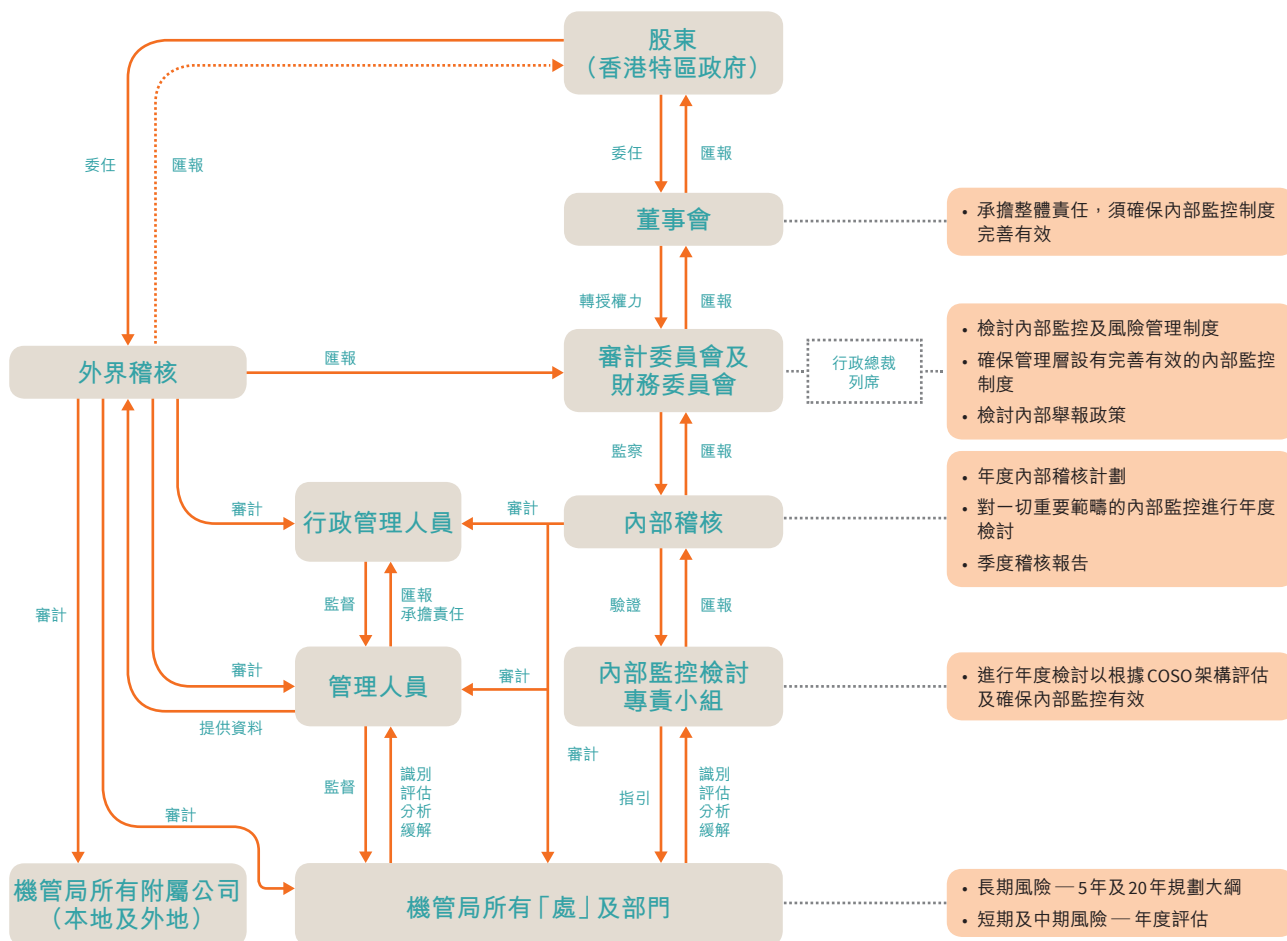 股東
（香港特區政府）
委任
匯報
委任
匯報
董事會
• 承擔整體責任，須確保內部監控制度
完善有效
轉授權力
匯報
外界稽核
匯報
審計委員會及
財務委員會
行政總裁
列席
• 檢討內部監控及風險管理制度
• 確保管理層設有完善有效的內部監控
制度
• 檢討內部舉報政策
監察
匯報
審計
行政管理人員
審計
內部稽核
• 年度內部稽核計劃
• 對一切重要範疇的內部監控進行年度
檢討
• 季度稽核報告
審計
監督
匯報
承擔責任
驗證
匯報
審計
管理人員
審計
內部監控檢討
專責小組
• 進行年度檢討以根據COSO架構評估
及確保內部監控有效
提供資料
審計
監督
識別
評估
分析
緩解
審計
指引
識別
評估
分析
緩解
機管局所有附屬公司
（本地及外地）
機管局所有「處」及部門
• 長期風險 — 5年及20年規劃大綱
• 短期及中期風險 — 年度評估